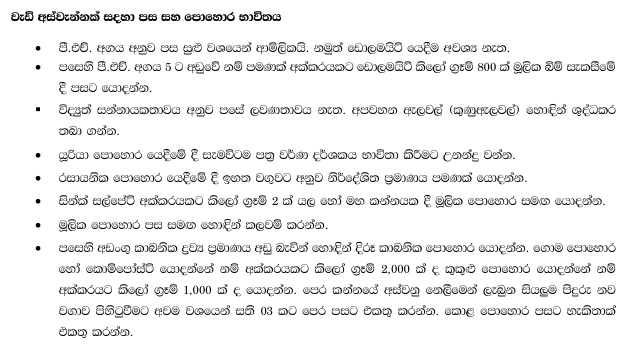 වැඩි අස්වැන්නක් සඳහා පස සහ පොහොර භාවිතය
● පී.එච්. අගය අනුව පස සුළු වශයෙන් ආම්ලිකයි. නමුත් ඩොලමයිට් යෙදීම අවශ්‍ය නැත.
● පසෙහි පී.එච්. අගය 5 ට අඩුවේ නම් පමණක් අක්කරයකට ඩොලමයිට් කිලෝ ග්‍රෑම් 800 ක් මූලික බිම් සැකසීමේ
දී පසට යොදන්න.
▪ විද්‍යුත් සන්නායකතාවය අනුව පසේ ලවණතාවය නැත. අපවහන ඇලවල් (කුණුඇලවල්) හොඳින් ශුද්ධකර
තබා ගන්න.
● යූරියා පොහොර යෙදීමේ දී සැමවිටම පත්‍ර වර්ණ දර්ශකය භාවිතා කිරීමට උනන්දු වන්න.
● රසායනික පොහොර යෙදීමේ දී ඉහත වගුවට අනුව නිර්දේශිත ප්‍රමාණය පමණක් යොදන්න.
● සින්ක් සල්පේට් අක්කරයකට කිලෝ ග්‍රෑම් 2 ක් යල හෝ මහ කන්නයක දී මූලික පොහොර සමඟ යොදන්න.
● මූලික පොහොර පස සමඟ හොඳින් කලවම් කරන්න.
● පසෙහි අඩංගු කාබනික ද්‍රව්‍ය ප්‍රමාණය අඩු බැවින් හොඳින් දිරූ කාබනික පොහොර යොදන්න. ගොම පොහොර
හෝ කොම්පෝස්ට් යොදන්නේ නම් අක්කරයකට කිලෝ ග්‍රෑම් 2,000 ක් ද කුකුළු පොහොර යොදන්නේ නම්
අක්කරයට කිලෝ ග්‍රෑම් 1,000 ක් ද යොදන්න. පෙර කන්නයේ අස්වනු නෙලීමෙන් ලැබුන සියලුම පිදුරු නව
වගාව පිහිටුවීමට අවම වශයෙන් සති 03 කට පෙර පසට එකතු කරන්න. කොළ පොහොර පසට හැකිතාක්
එකතු කරන්න.